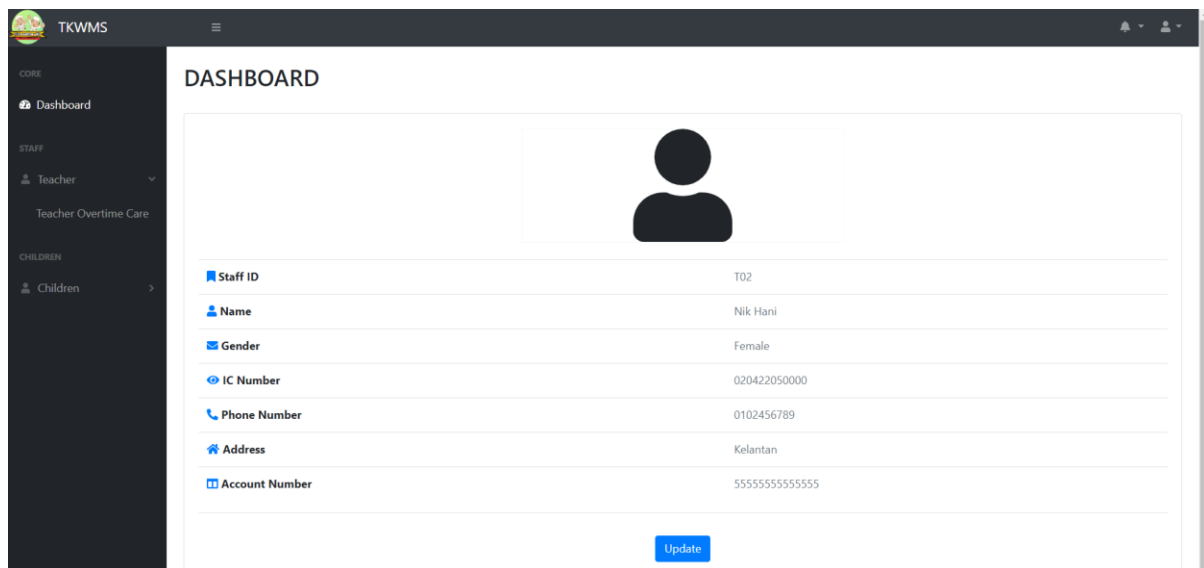 TKWMS
CORE
Dashboard
STAFF
Teacher
Teacher Overtime Care
CHILDREN
Children
DASHBOARD
Staff ID T02
Name Nik Hani
Gender Female
IC Number 020422050000
Phone Number 0102456789
Address Kelantan
Account Number 55555555555555
Update